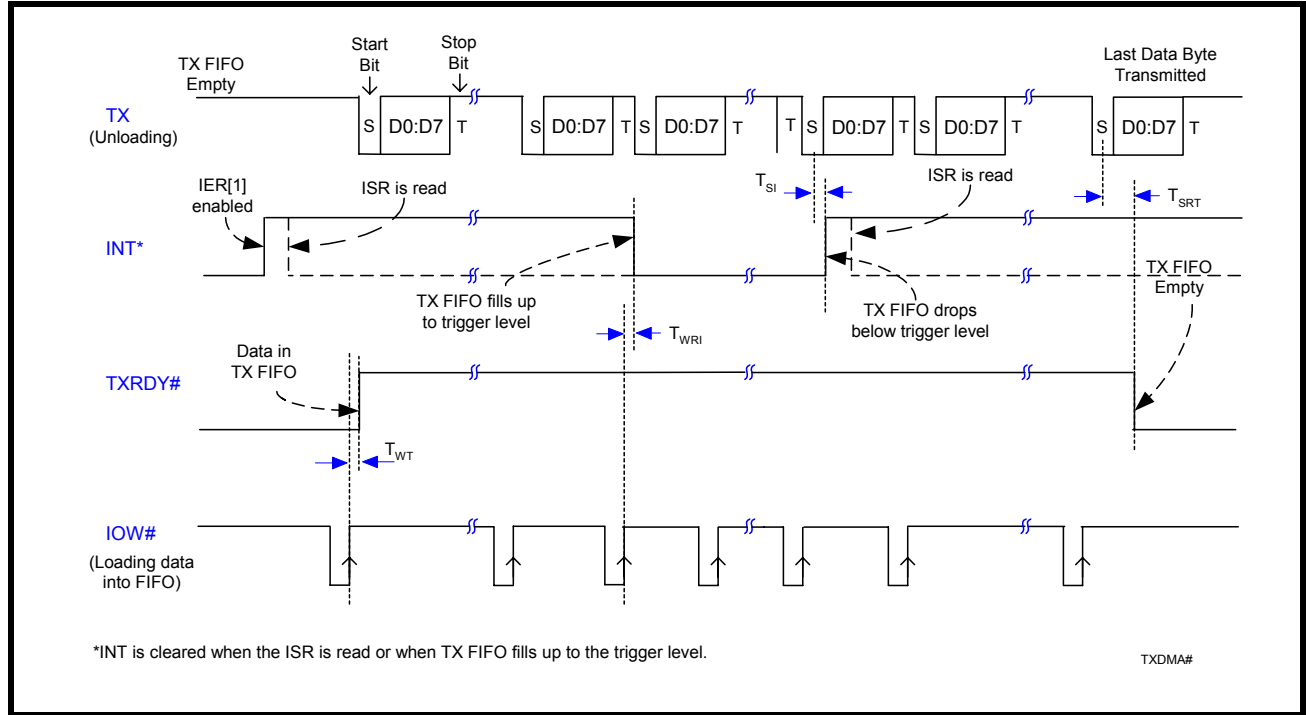 Start
Bit
Stop
Bit
TX FIFO
Empty
Last Data Byte
Transmitted
TX
(Unloading)
S D0:D7 T S D0:D7 T S D0:D7 T T S D0:D7 T S D0:D7 T S D0:D7 T
IER[1]
enabled
ISR is read
TSI
ISR is read
TSRT
INT*
TX FIFO fills up
to trigger level
TX FIFO drops
below trigger level
TX FIFO
Empty
TWRI
Data in
TX FIFO
TXRDY#
TWT
IOW#
(Loading data
into FIFO)
*INT is cleared when the ISR is read or when TX FIFO fills up to the trigger level.
TXDMA#